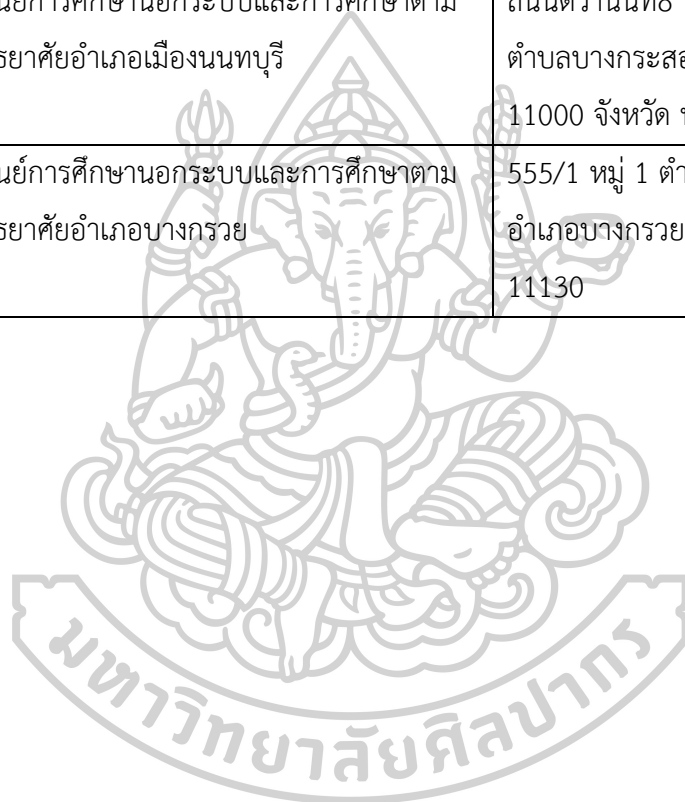 นย์การศึกษานอกระบบและการศึกษาตาม
ธยาศัยอำเภอเมืองนนทบุรี
ตำบลบางกระสอ
11000 จังหวัด
นย์การศึกษานอกระบบและการศึกษาตาม
ธยาศัยอำเภอบางกรวย
555/1 หมู่ 1 ตำ
อำเภอบางกรวย
11130
มหาวิทยาลัยศิลปากร